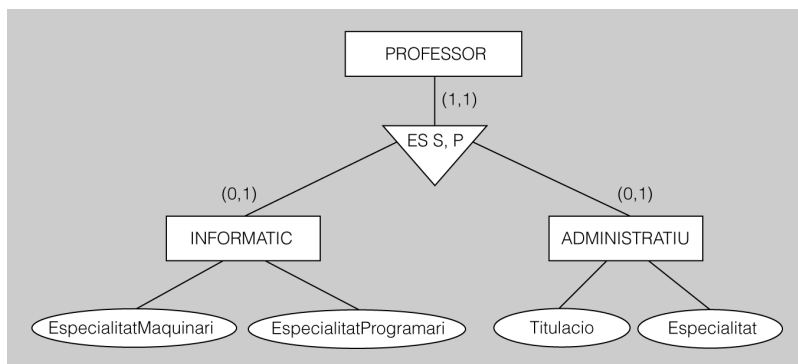 PROFESSOR
(1,1)
ES S, P
(0,1)
(0,1)
INFORMATIC
ADMINISTRATIU
EspecialitatMaquinari
EspecialitatProgramari
Titulacio
Especialitat